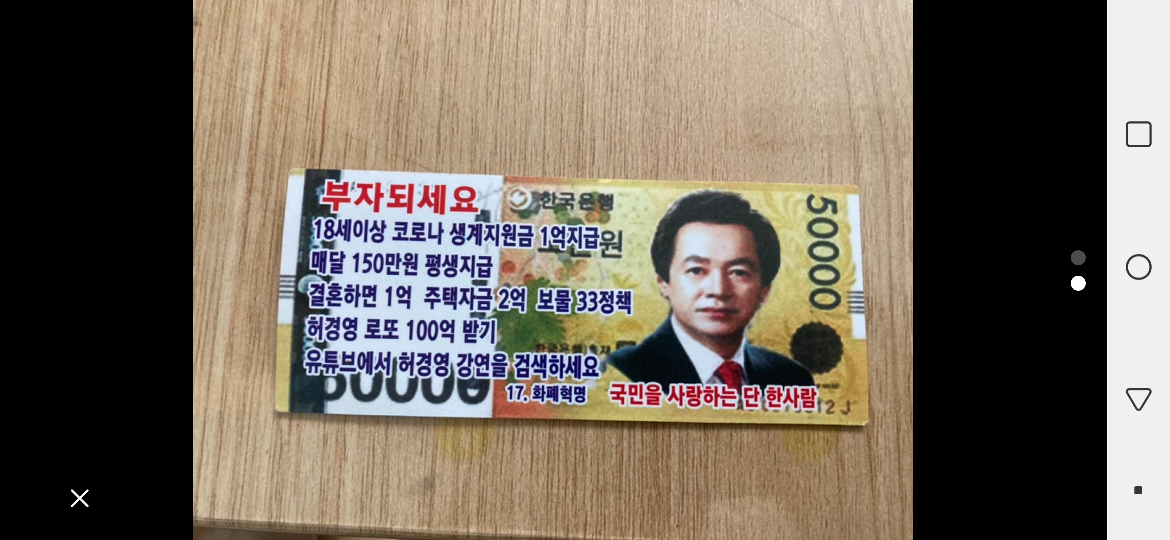 부자되세요
한국은행
18세이상 코로나 생계지원금 1억지급
원
매달 150만원 평생지급
결혼하면 1억 주택자금 2억 보물 33정책
허경영 로또 100억 받기
유튜브에서 허경영 강연을 검색하세요
17. 화폐혁명
국민을 사랑하는 단 한사람
50000
50000